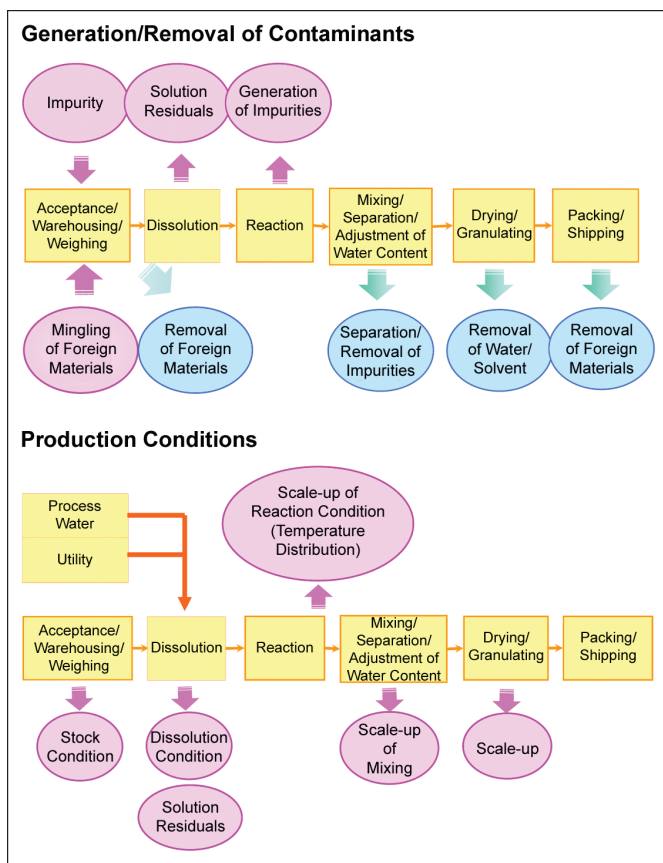 Generation/Removal of Contaminants
Impurity
Solution
Residuals
Generation
of Impurities
Acceptance/
Warehousing/
Weighing
Dissolution
Reaction
Mixing/
Separation/
Adjustment of
Water Content
Drying/
Granulating
Packing/
Shipping
Mingling
of Foreign
Materials
Removal
of Foreign
Materials
Separation/
Removal of
Impurities
Removal
of Water/
Solvent
Removal
of Foreign
Materials
Production Conditions
Process
Water
Utility
Scale-up of
Reaction Condition
(Temperature
Distribution)
Acceptance/
Warehousing/
Weighing
Dissolution
Reaction
Mixing/
Separation/
Adjustment of
Water Content
Drying/
Granulating
Packing/
Shipping
Stock
Condition
Dissolution
Condition
Solution
Residuals
Scale-up
of
Mixing
Scale-up